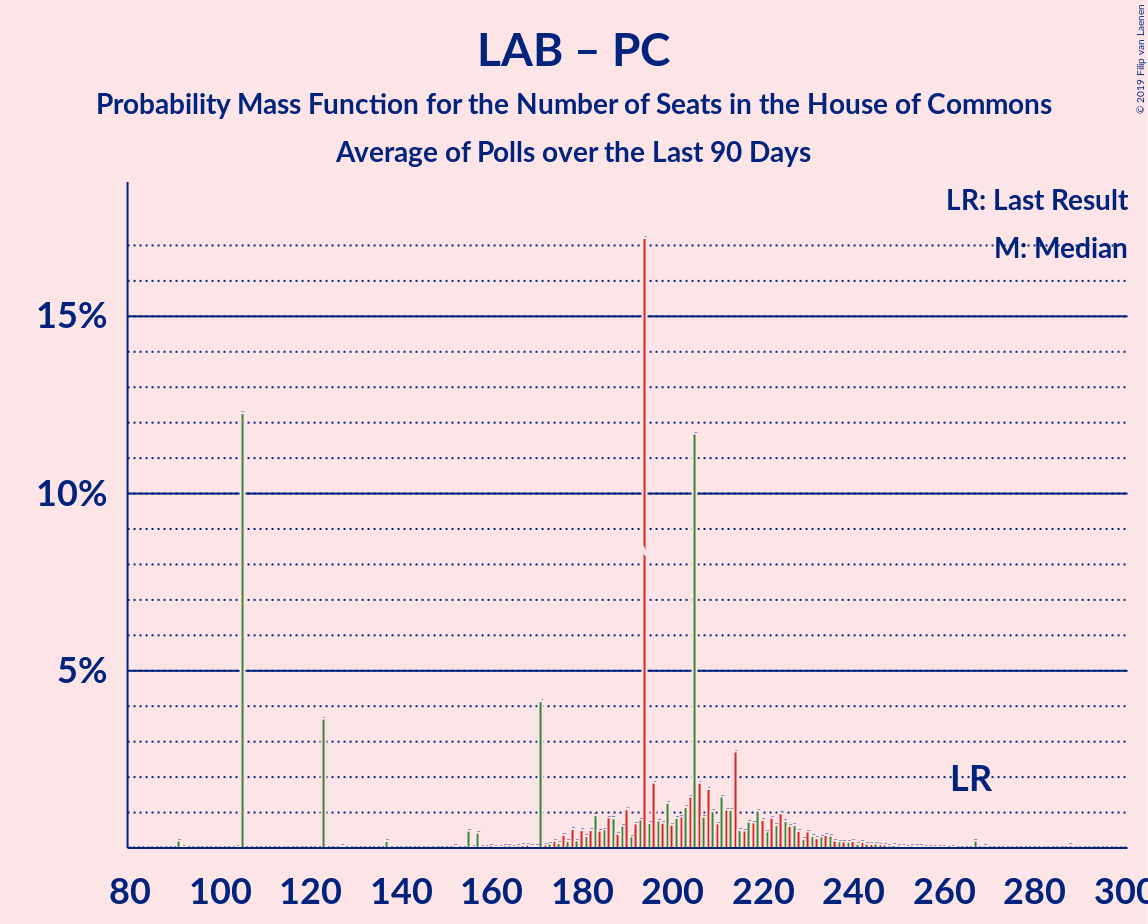 LAB – PC
Probability Mass Function for the Number of Seats in the House of Commons
Average of Polls over the Last 90 Days
© 2019 Filip van Laenen
LR: Last Result
M: Median
15%
10%
5%
LR
80 100 120 140 160 180 200 220 240 260 280 300